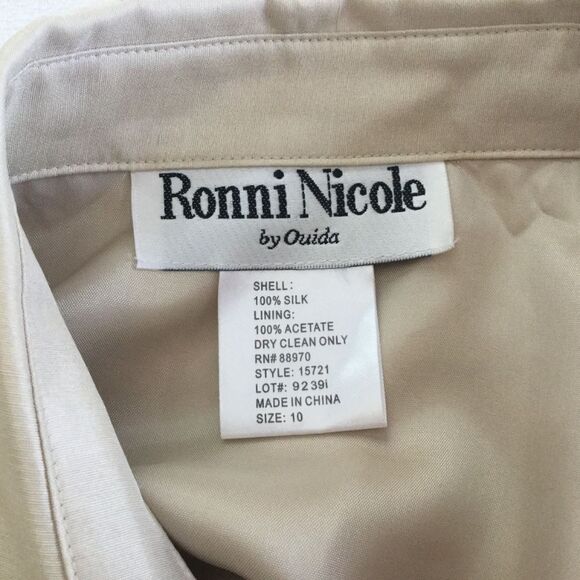 Ronni Nicole
by Ouida
SHELL:
100% SILK
LINING:
100% ACETATE
DRY CLEAN ONLY
RN# 88970
STYLE: 15721
LOT#: 9239i
MADE IN CHINA
SIZE: 10